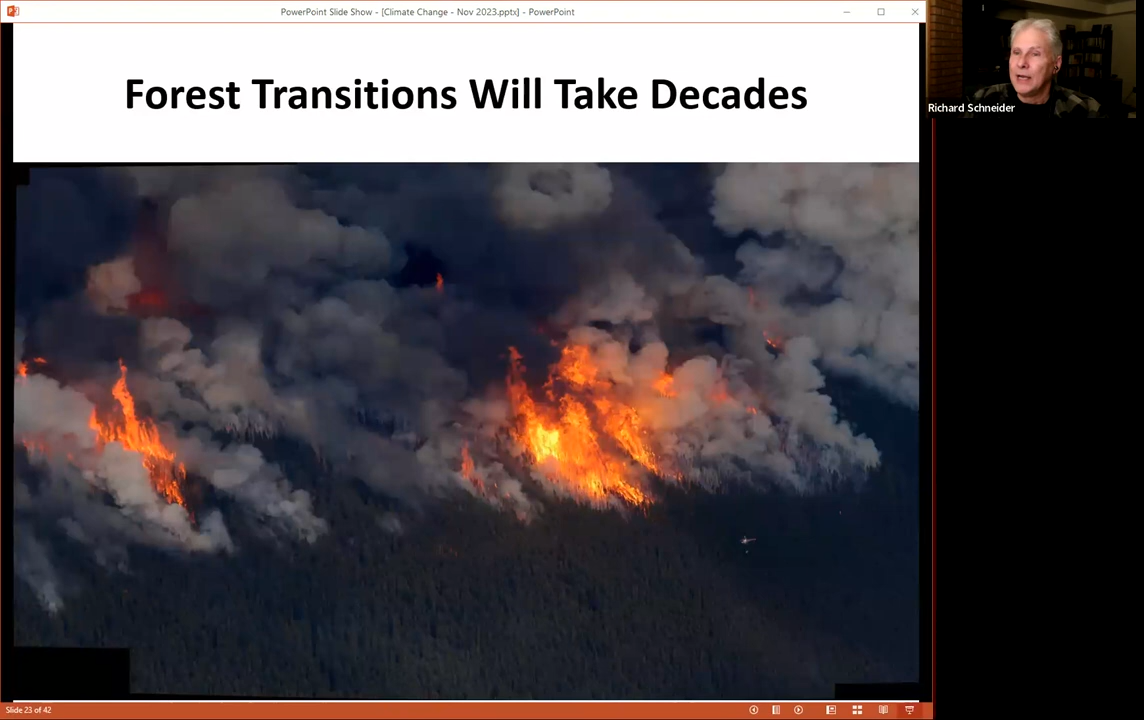 PowerPoint Slide Show - [Climate Change - Nov 2023.pptx] - PowerPoint
Forest Transitions Will Take Decades
Richard Schneider
Slide 23 of 42